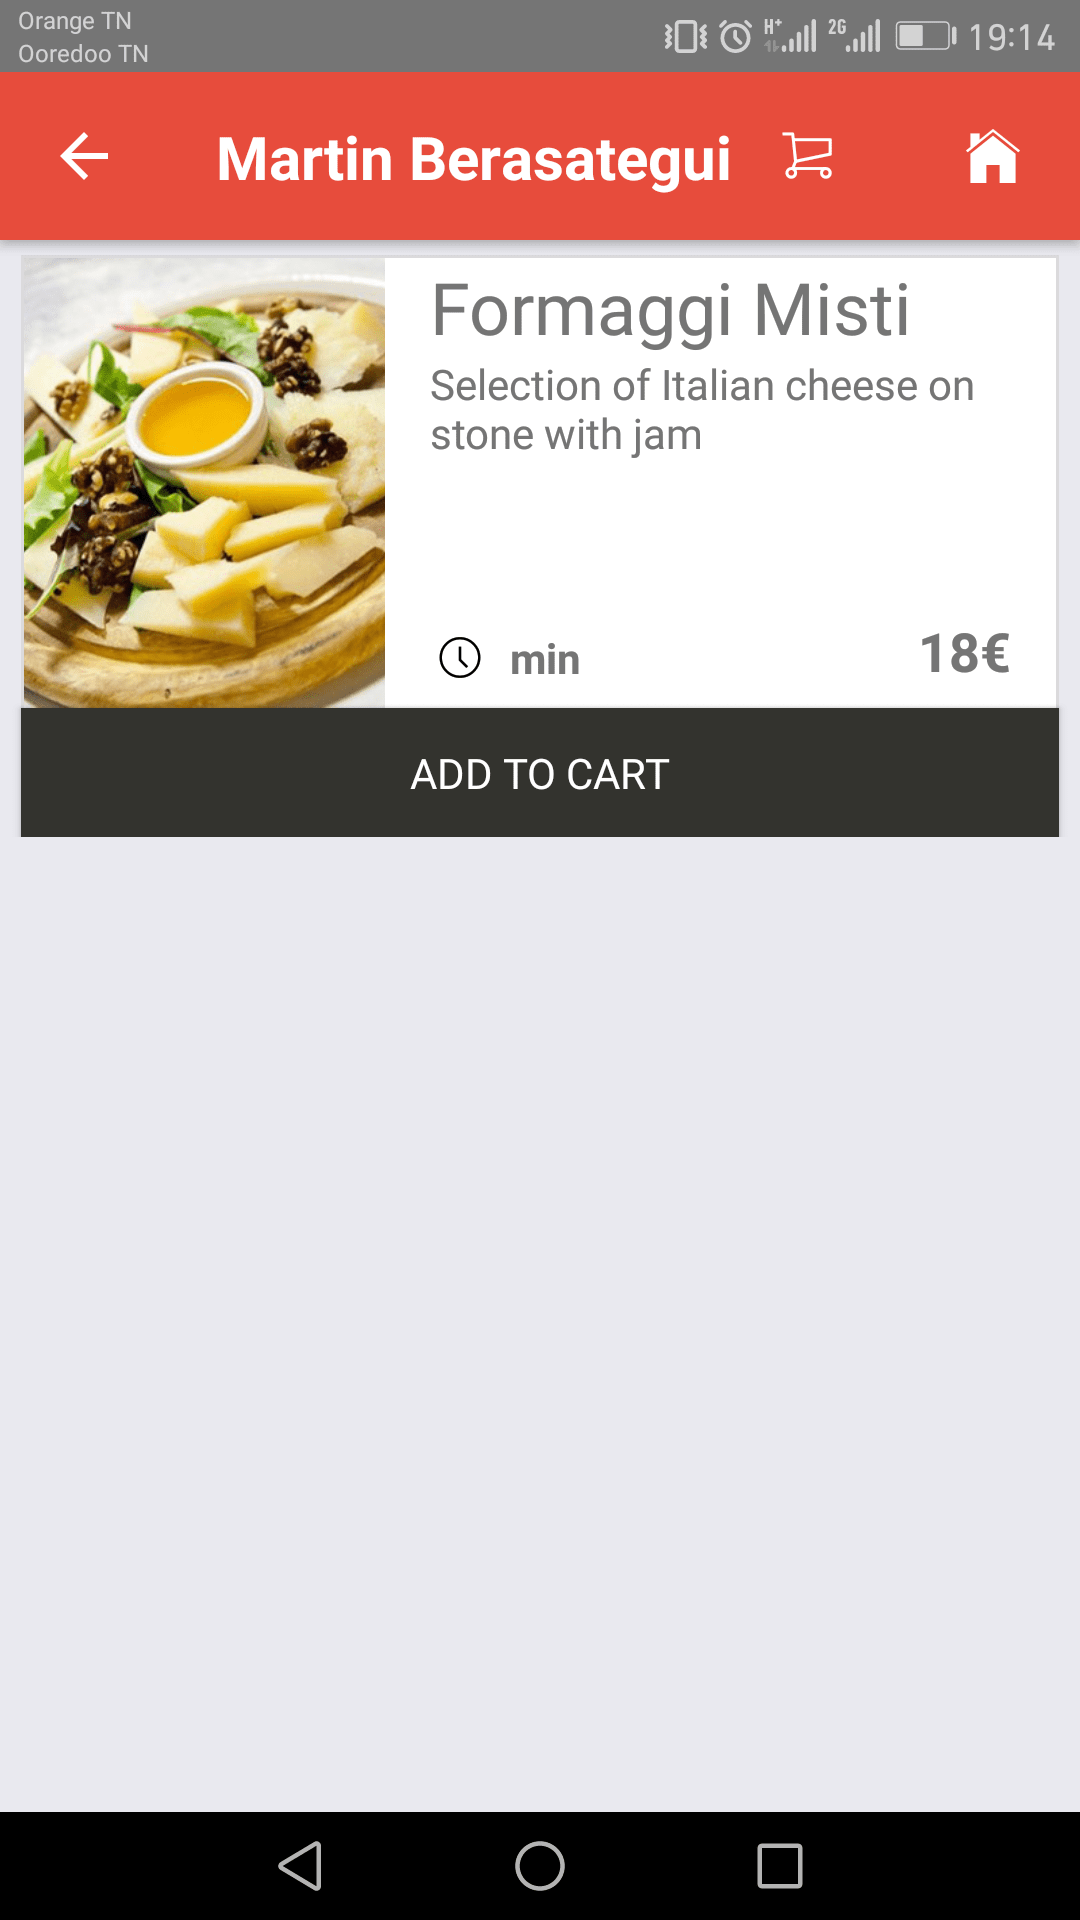 Orange TN
Ooredoo TN
H+ 2G 19:14
Martin Berasategui
Formaggi Misti
Selection of Italian cheese on
stone with jam
min 18€
ADD TO CART